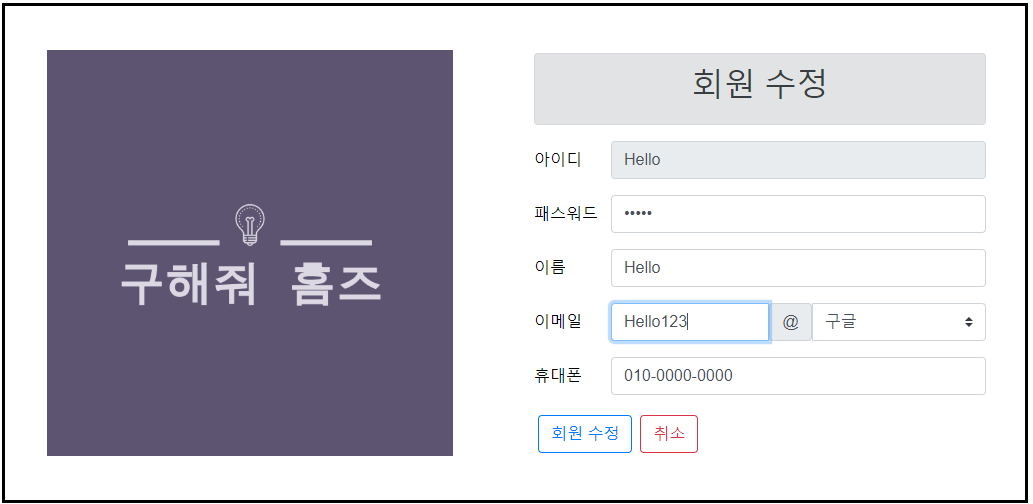 구해줘 홈즈
회원 수정
아이디 Hello
패스워드 •••••
이름 Hello
이메일 Hello123 @ 구글
휴대폰 010-0000-0000
회원 수정 취소